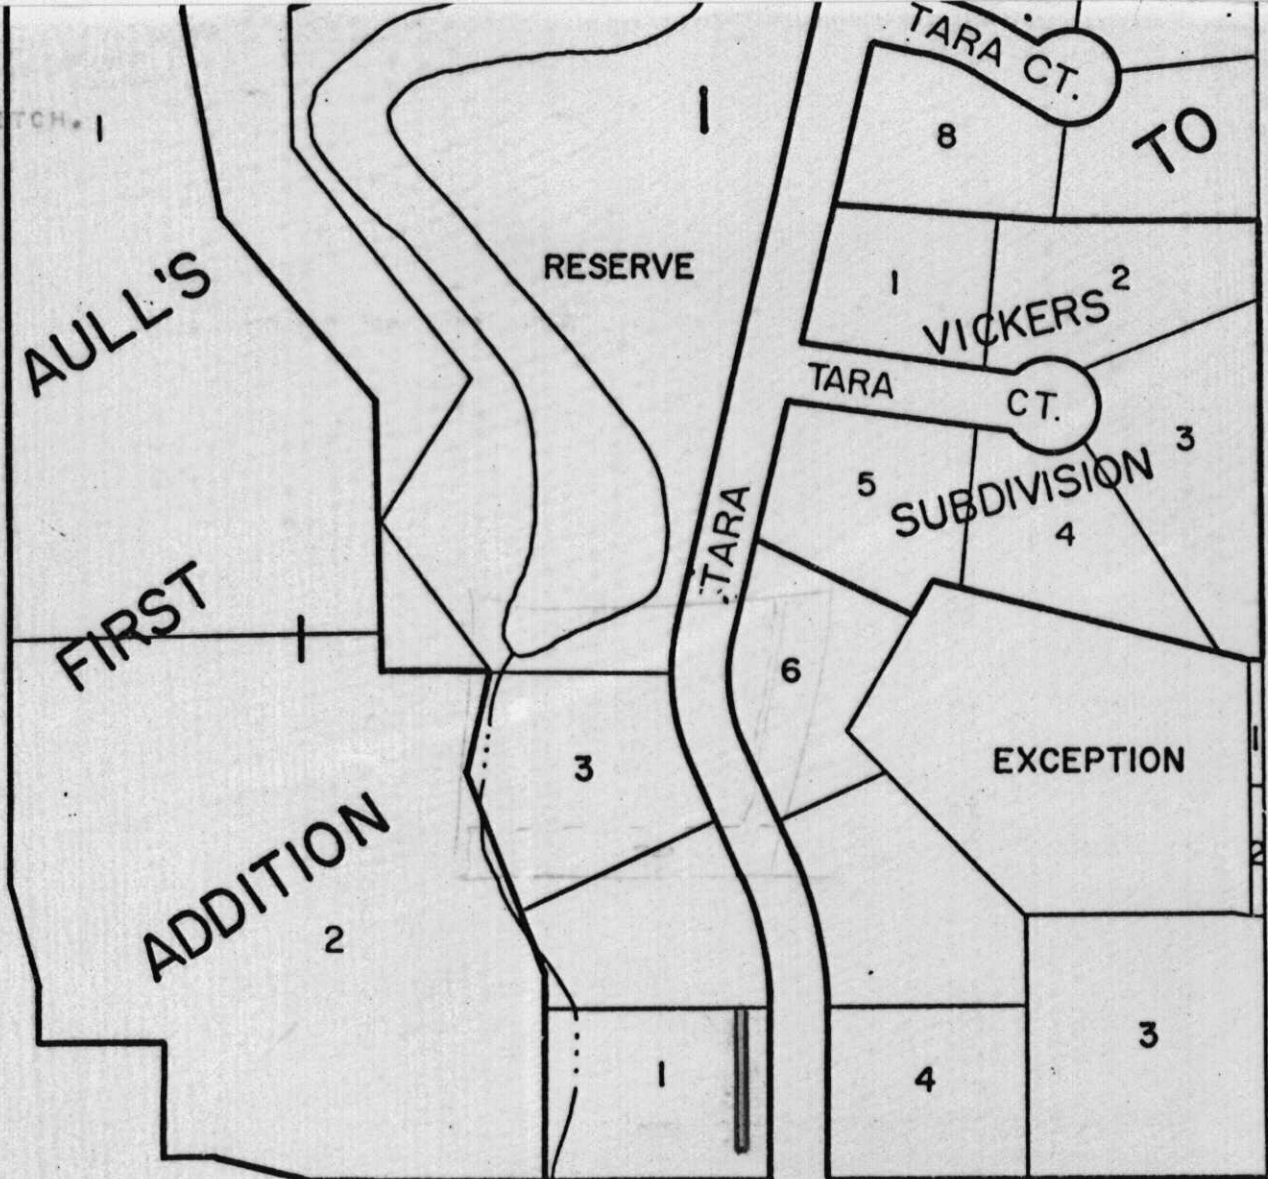 TARA CT.
ETCH. 1
1
8
TO
RESERVE
AULL'S
1
2
VICKERS
TARA CT.
3
5
SUBDIVISION
4
TARA
FIRST
1
6
3
EXCEPTION
1
ADDITION
2
2
3
1
4